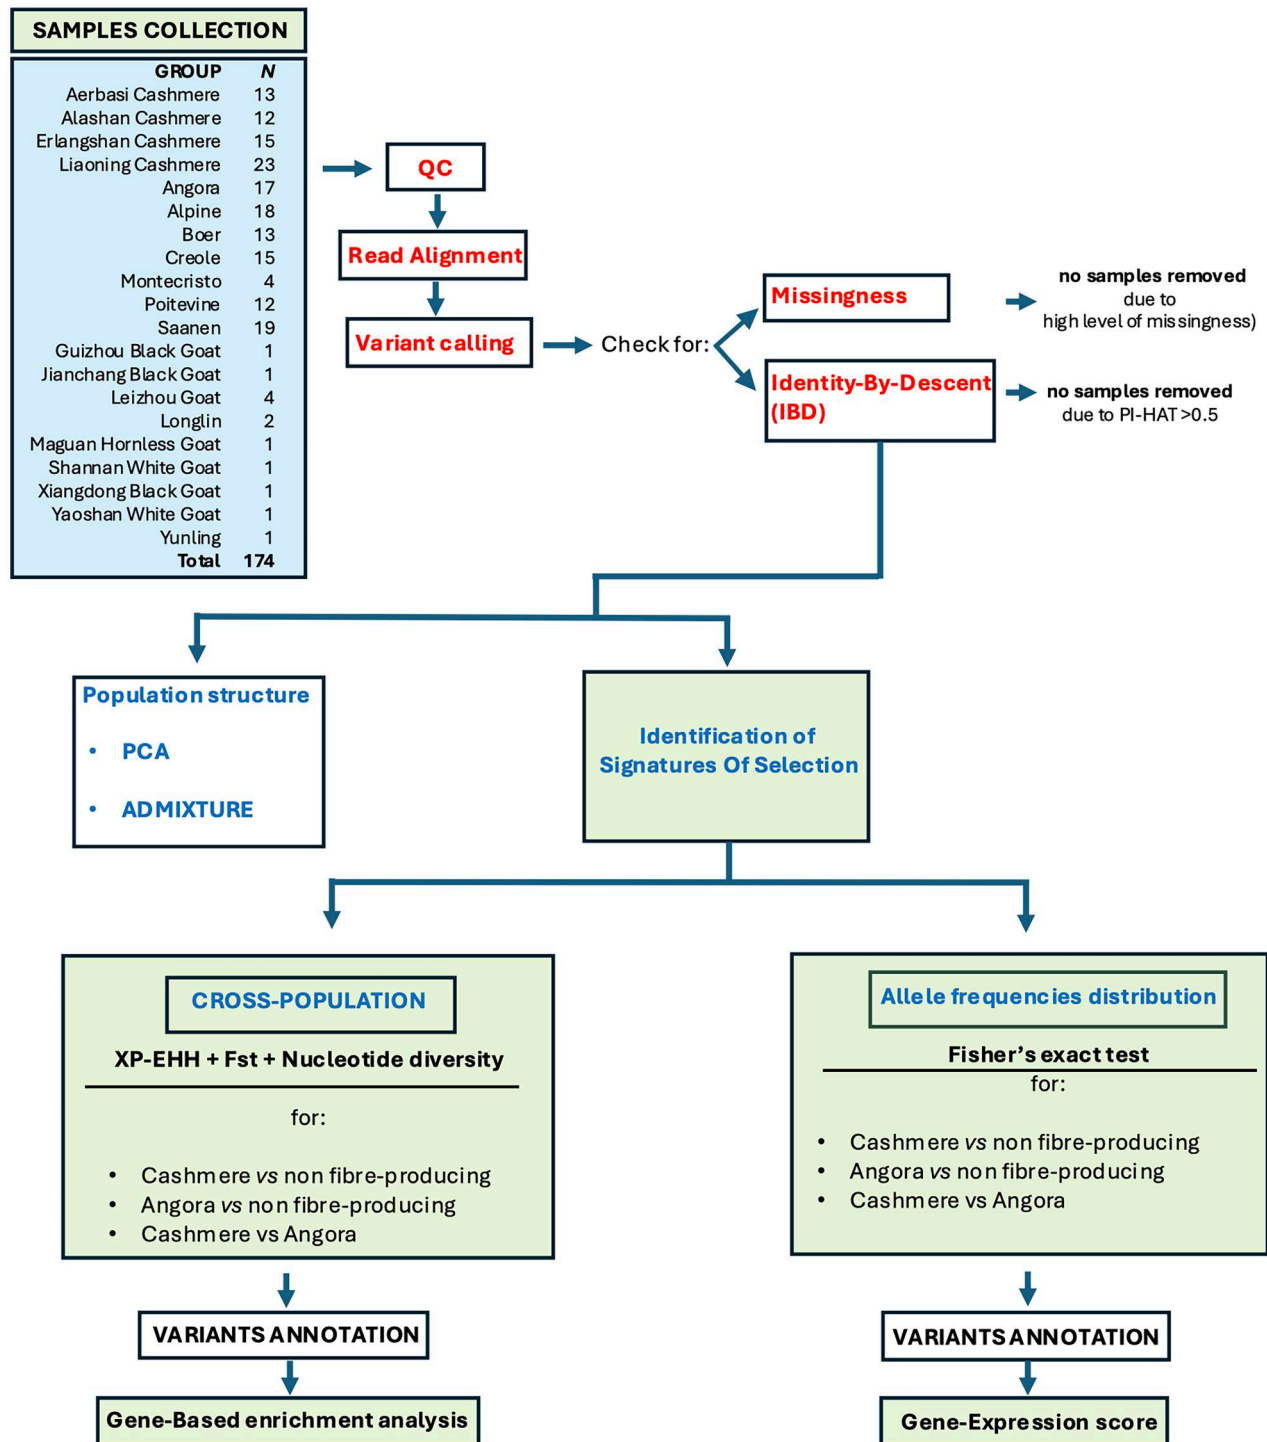 SAMPLES COLLECTION
GROUP N
Aerbasi Cashmere 13
Alashan Cashmere 12
Erlangshan Cashmere 15
Liaoning Cashmere 23
Angora 17
Alpine 18
Boer 13
Creole 15
Montecristo 4
Poitevine 12
Saanen 19
Guizhou Black Goat 1
Jianchang Black Goat 1
Leizhou Goat 4
Longlin 2
Maguan Hornless Goat 1
Shannan White Goat 1
Xiangdong Black Goat 1
Yaoshan White Goat 1
Yunling 1
Total 174
QC
Read Alignment
Variant calling
Check for:
Missingness
no samples removed
due to
high level of missingness)
Identity-By-Descent
(IBD)
no samples removed
due to PI-HAT >0.5
Population structure
• PCA
• ADMIXTURE
Identification of
Signatures Of Selection
CROSS-POPULATION
XP-EHH + Fst + Nucleotide diversity
for:
• Cashmere vs non fibre-producing
• Angora vs non fibre-producing
• Cashmere vs Angora
VARIANTS ANNOTATION
Gene-Based enrichment analysis
Allele frequencies distribution
Fisher’s exact test
for:
• Cashmere vs non fibre-producing
• Angora vs non fibre-producing
• Cashmere vs Angora
VARIANTS ANNOTATION
Gene-Expression score